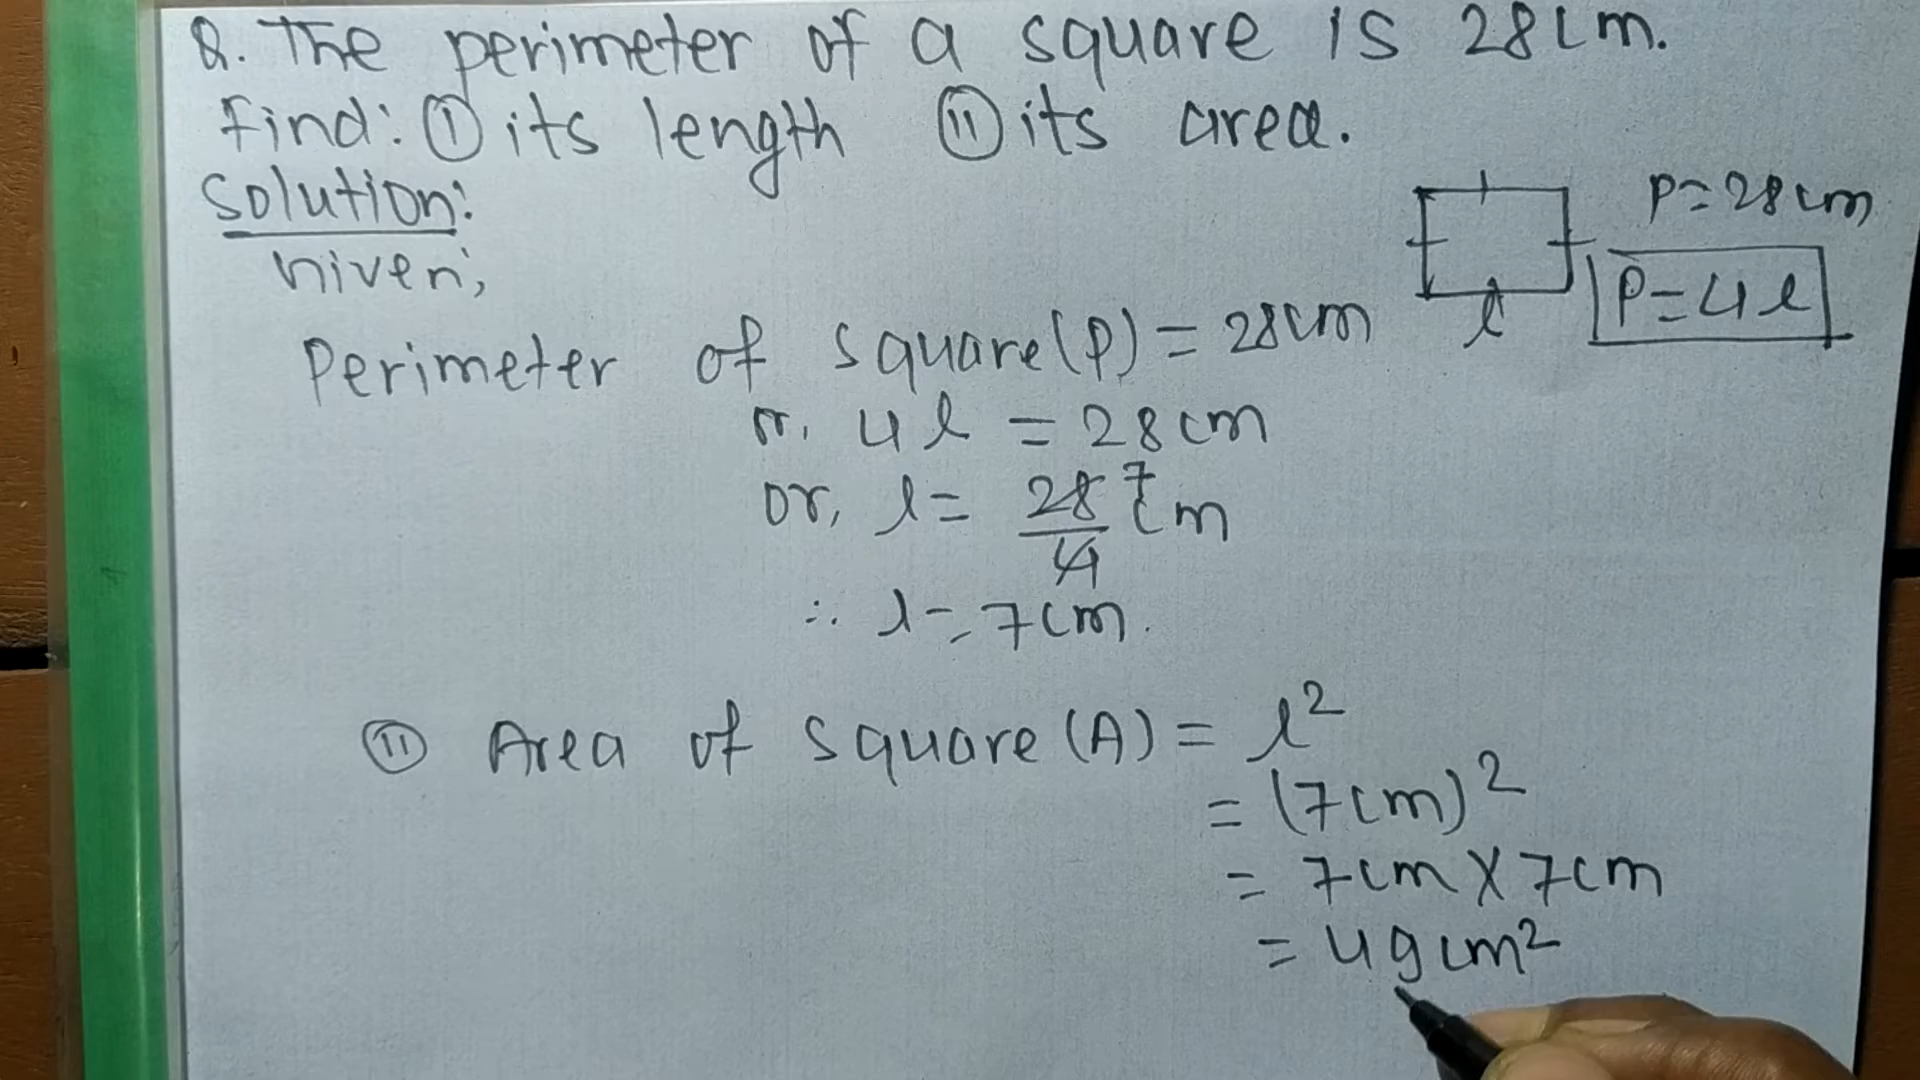 Q. The perimeter of a square is 28cm.
Find: (i) its length (ii) its area.
Solution:
Given;
P=28cm
P=4l
l
Perimeter of square(P) = 28cm
or, 4l = 28cm
or, l = 28/4 7 cm
∴ l = 7cm.
(ii) Area of square (A) = l²
= (7cm)²
= 7cm x 7cm
= 49cm²